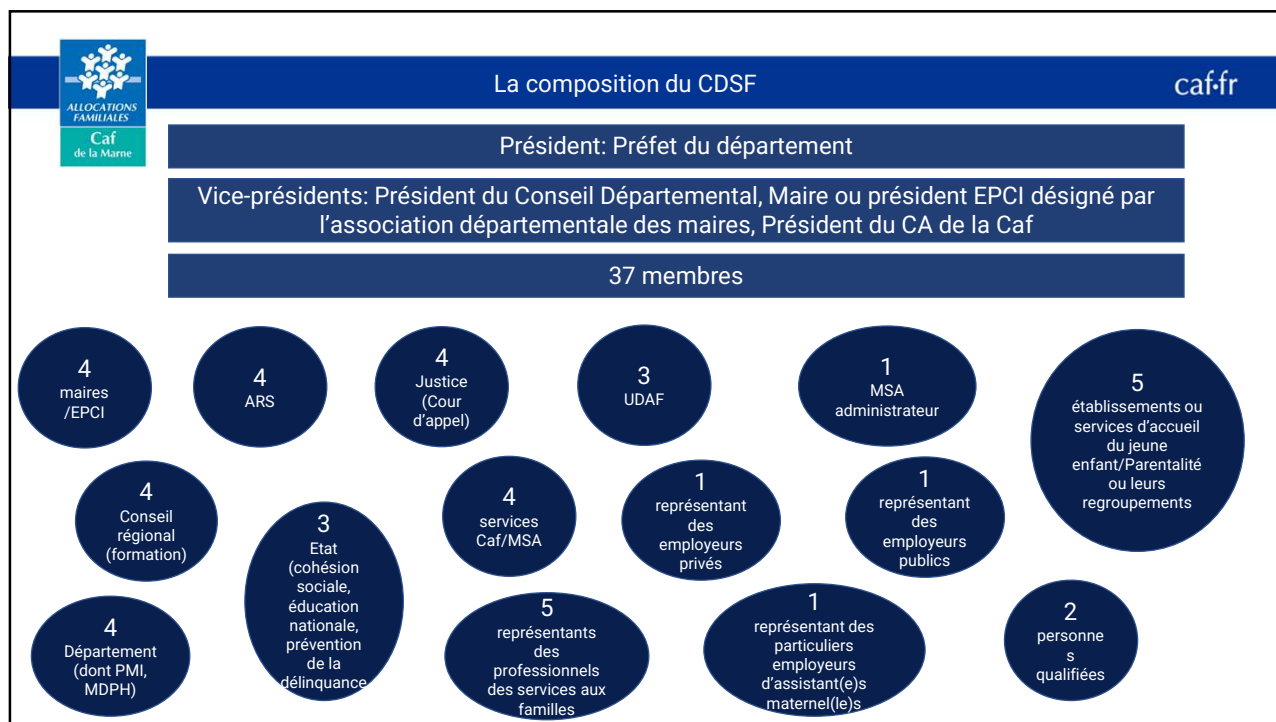 La composition du CDSF
caf·fr
ALLOCATIONS
FAMILIALES
Caf
de la Marne
Président: Préfet du département
Vice-présidents: Président du Conseil Départemental, Maire ou président EPCI désigné par
l’association départementale des maires, Président du CA de la Caf
37 membres
4
maires
/EPCI
4
ARS
4
Justice
(Cour
d’appel)
3
UDAF
1
MSA
administrateur
5
établissements ou
services d’accueil
du jeune
enfant/Parentalité
ou leurs
regroupements
4
Conseil
régional
(formation)
3
Etat
(cohésion
sociale,
éducation
nationale,
prévention
de la
délinquance
4
services
Caf/MSA
1
représentant
des
employeurs
privés
1
représentant
des
employeurs
publics
4
Département
(dont PMI,
MDPH)
5
représentants
des
professionnels
des services aux
familles
1
représentant des
particuliers
employeurs
d’assistant(e)s
maternel(le)s
2
personne
s
qualifiées